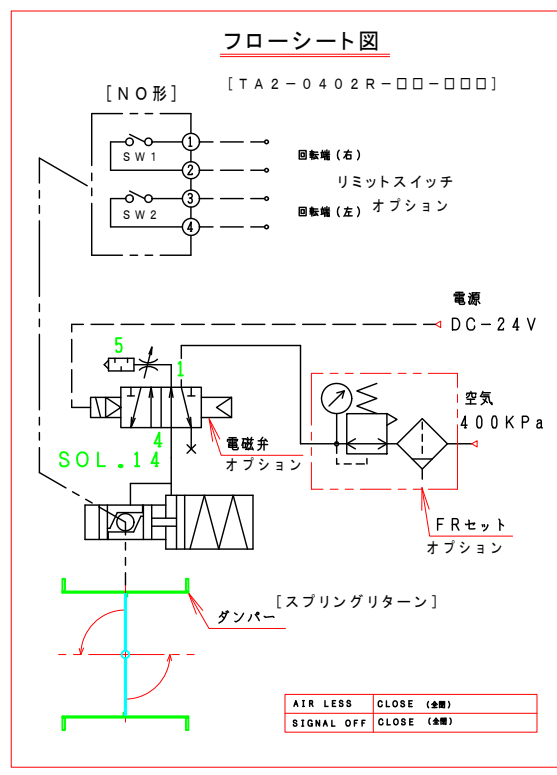 フローシート図
[TA2-0402R-□□-□□□]
[NO形]
SW1
1
2
SW2
3
4
回転端(右)
リミットスイッチ
オプション
回転端(左)
電源
DC-24V
5
1
4
SOL.14
電磁弁
オプション
空気
400KPa
FRセット
オプション
[スプリングリターン]
ダンパー
AIR LESS CLOSE (全閉)
SIGNAL OFF CLOSE (全閉)